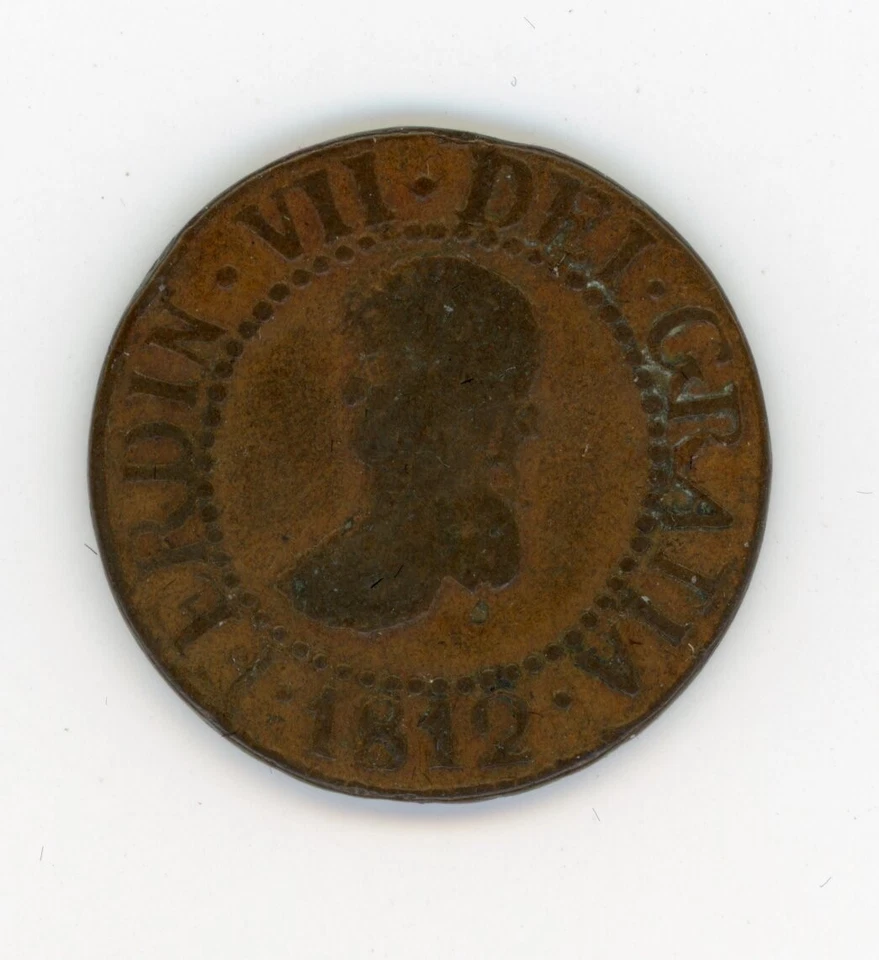 FERDIN · VII · DEI · GRATIA ·
1812 ·